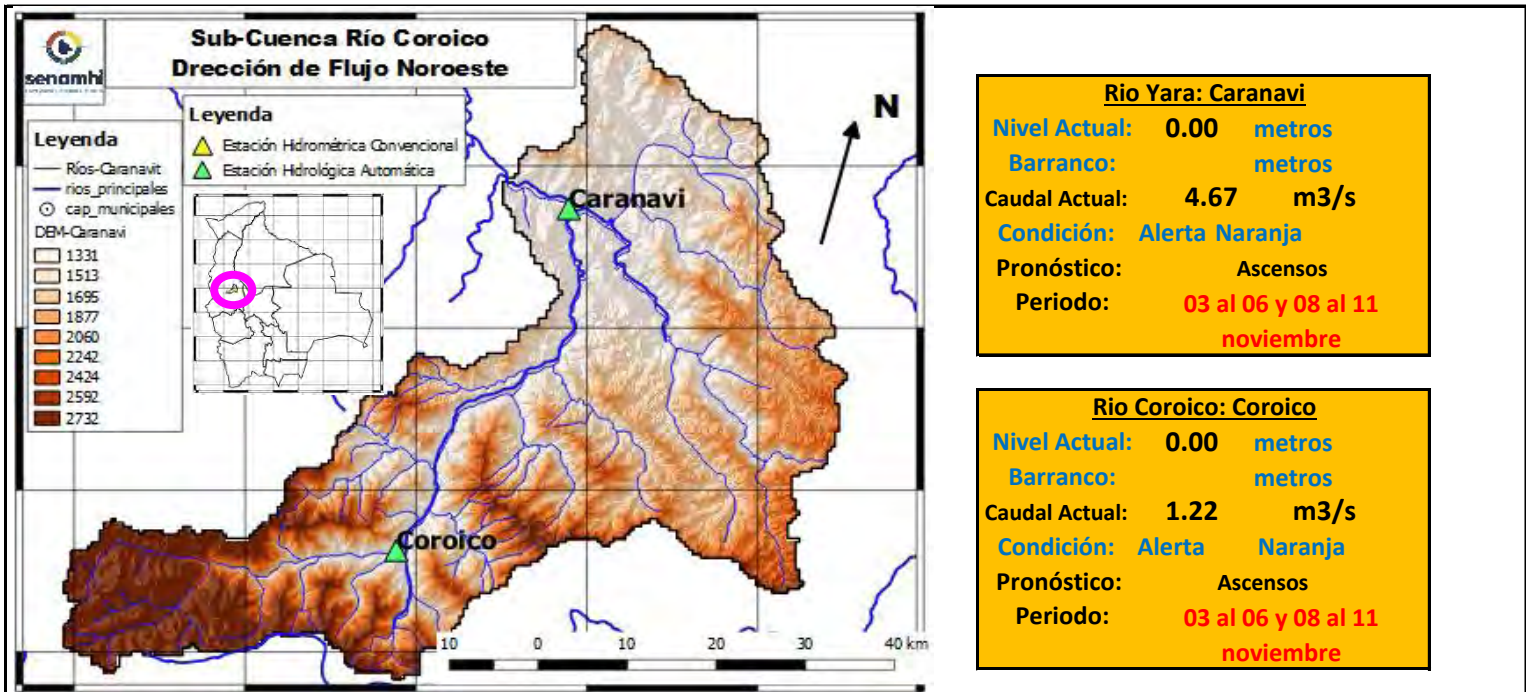 Sub-Cuenca Río Coroico
Drección de Flujo Noroeste
senamhi
Leyenda
Estación Hidrométrica Convencional
Estación Hidrológica Automática
Leyenda
Ríos-Caranavit
rios_principales
cap_municipales
DEM-Caranavi
1331
1513
1695
1877
2060
2242
2424
2592
2732
N
Caranavi
Coroico
10 0 10 20 30 40 km
Rio Yara: Caranavi
Nivel Actual: 0.00 metros
Barranco: metros
Caudal Actual: 4.67 m3/s
Condición: Alerta Naranja
Pronóstico: Ascensos
Periodo: 03 al 06 y 08 al 11
noviembre
Rio Coroico: Coroico
Nivel Actual: 0.00 metros
Barranco: metros
Caudal Actual: 1.22 m3/s
Condición: Alerta Naranja
Pronóstico: Ascensos
Periodo: 03 al 06 y 08 al 11
noviembre